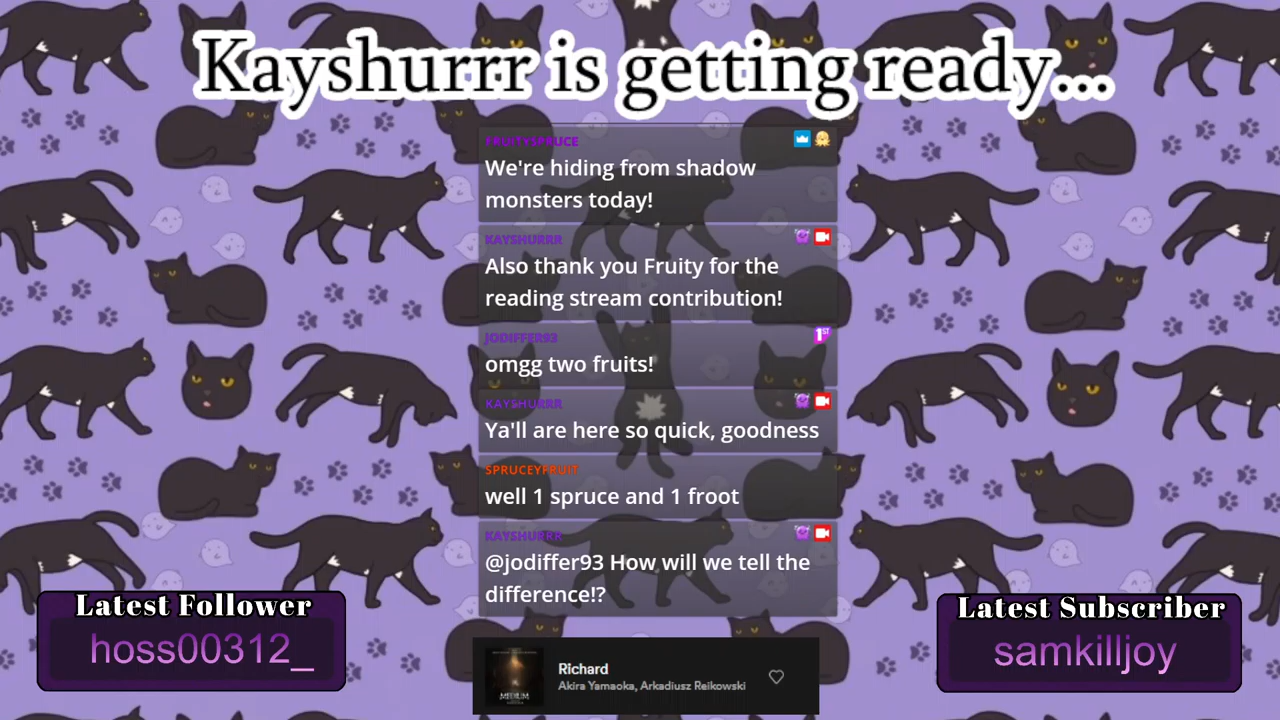 Kayshurrr is getting ready...
FRUITYSPRUCE
We're hiding from shadow
monsters today!
KAYSHURRR
Also thank you Fruity for the
reading stream contribution!
JODIFFER93
1ST
omgg two fruits!
KAYSHURRR
Ya'll are here so quick, goodness
SPRUCEYFRUIT
well 1 spruce and 1 froot
KAYSHURRR
@jodiffer93 How will we tell the
difference!?
Latest Follower
hoss00312_
Latest Subscriber
samkilljoy
MEDIUM
Richard
Akira Yamaoka, Arkadiusz Reikowski